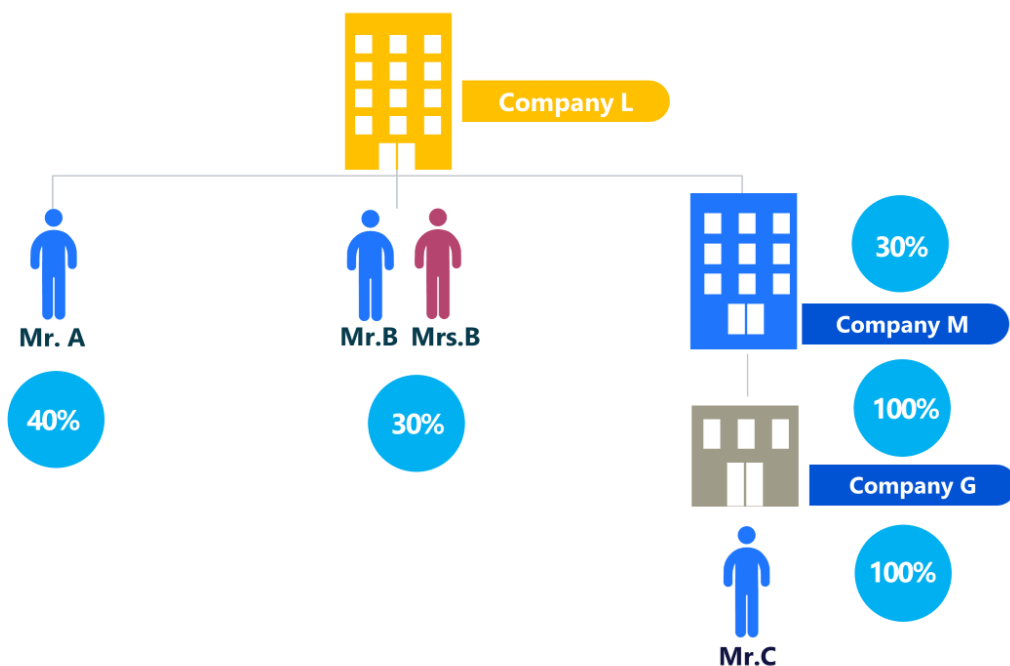 Company L
Mr. A
Mr.B
Mrs.B
30%
Company M
40%
30%
100%
Company G
100%
Mr.C